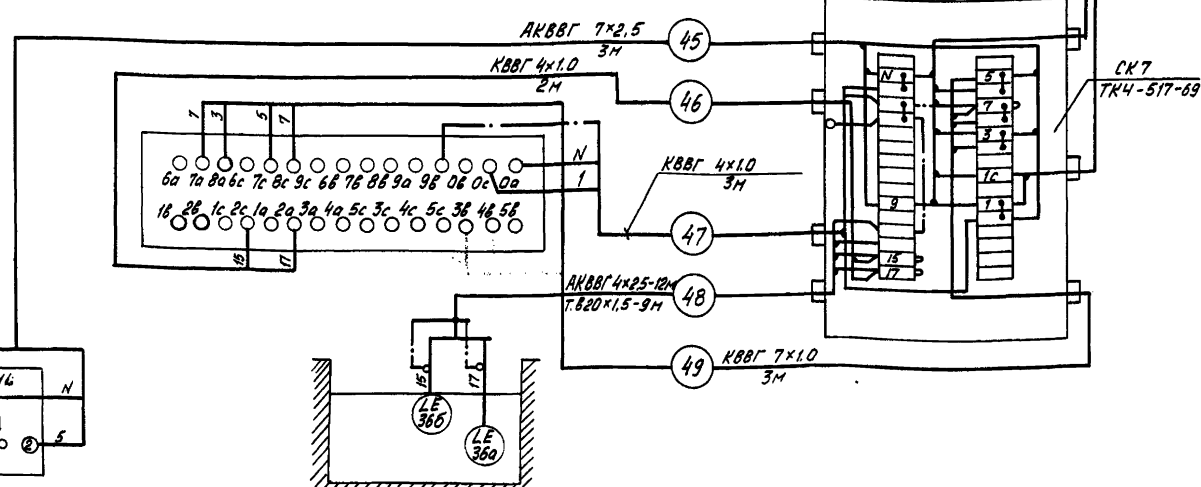 АКВВГ 7×2,5
3м
45
КВВГ 4×1.0
2м
46
СК7
ТК4-517-69
7 3 5 7
6а 7а 8а 6с 7с 8с 9с 6в 7в 8в 9а 9в 0в 0с 0а
N
1
КВВГ 4×1.0
3м
47
1в 2в 1с 2с 1а 2а 3а 4а 5с 3с 4с 5с 3в 4в 5в
15 17
АКВВГ 4×25-12м
Т.В20×1,5-9м
48
49
КВВГ 7×1.0
3м
N
9
15
17
5
7
3
1с
1
15 17
LE
36б
LE
36а
N
2
5